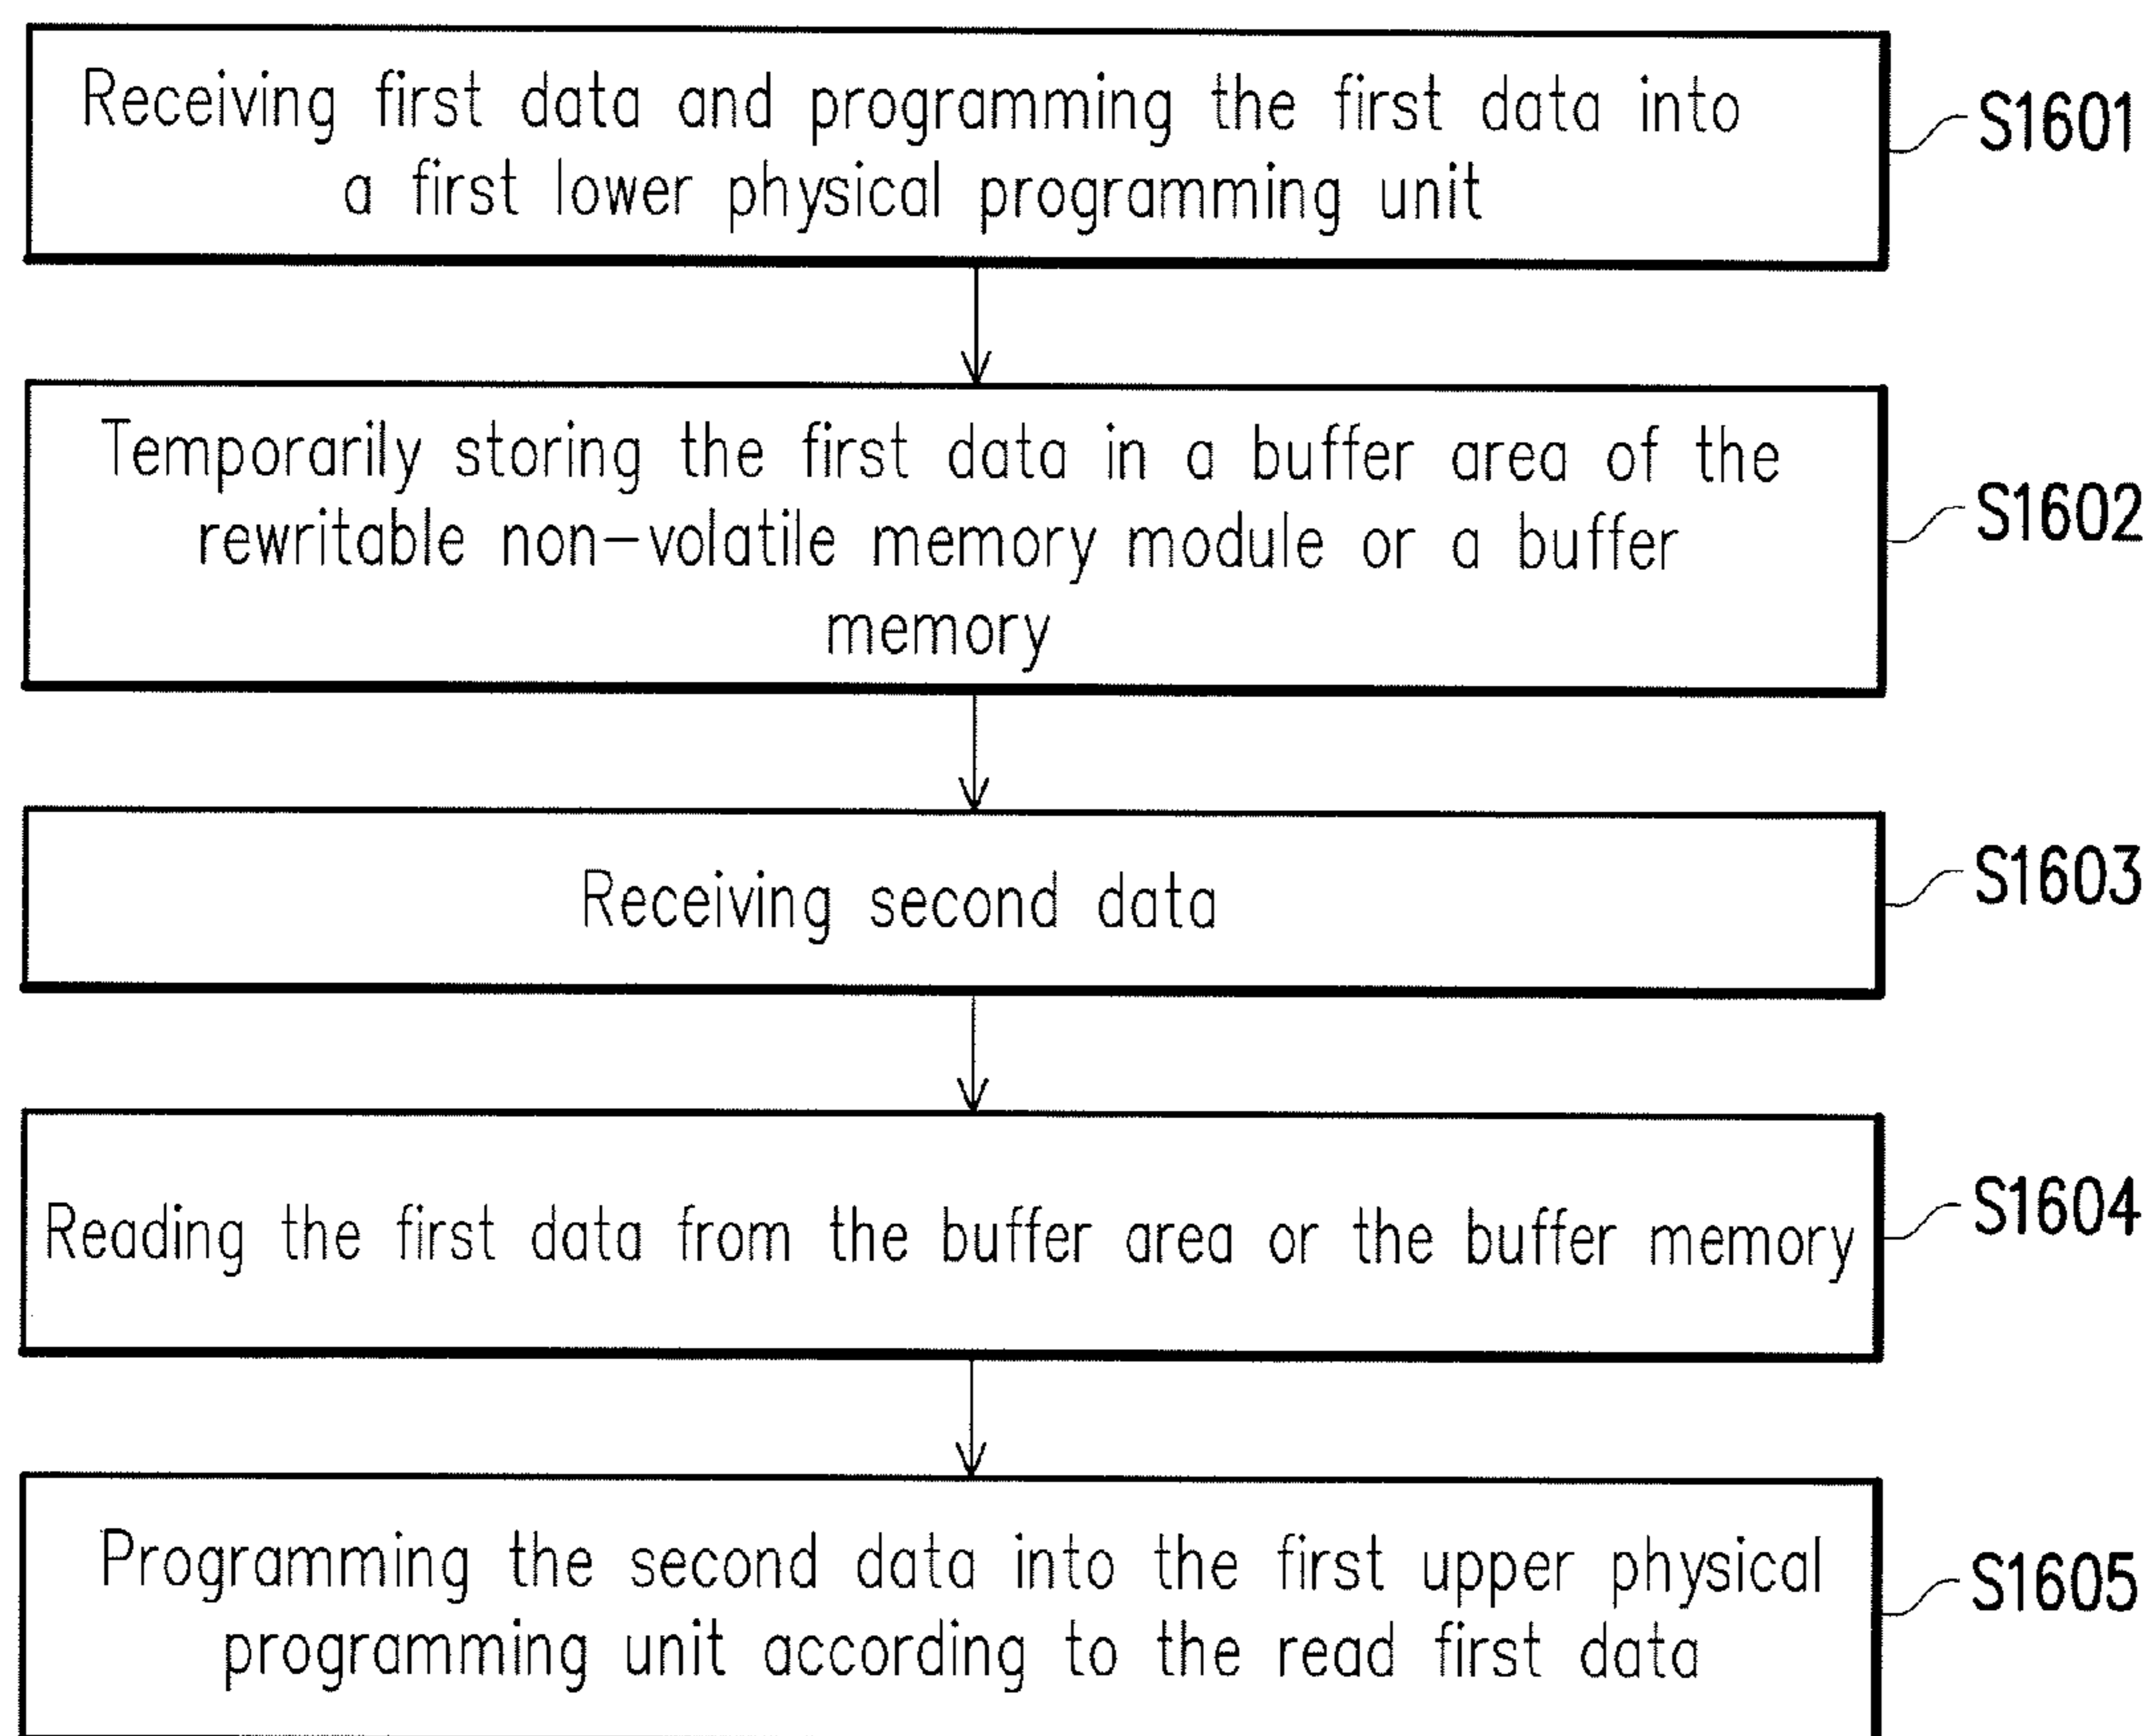 Receiving first data and programming the first data into
a first lower physical programming unit
S1601
Temporarily storing the first data in a buffer area of the
rewritable non-volatile memory module or a buffer
memory
S1602
Receiving second data
S1603
Reading the first data from the buffer area or the buffer memory
S1604
Programming the second data into the first upper physical
programming unit according to the read first data
S1605